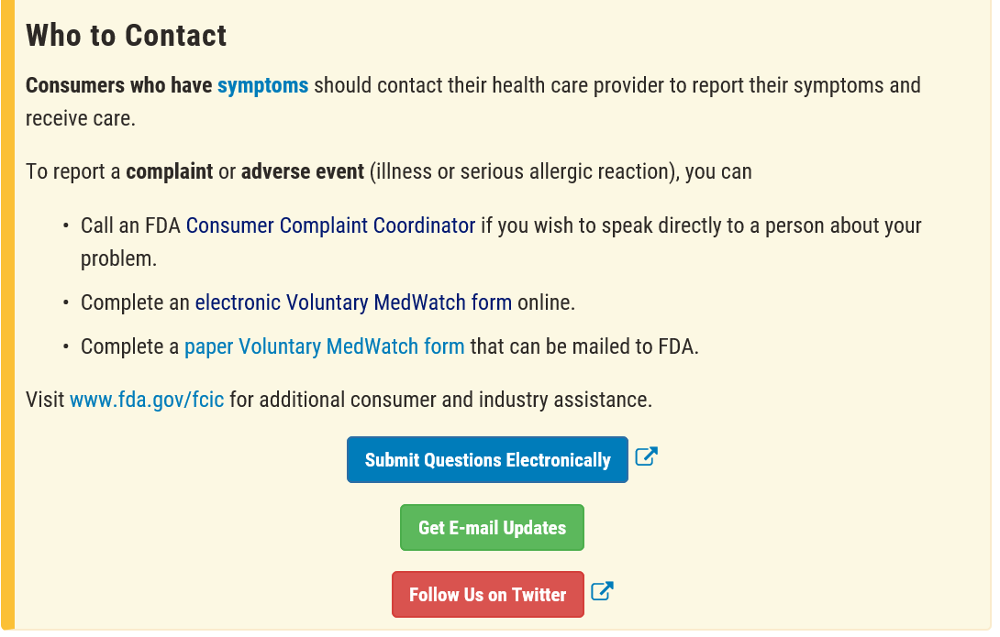 Who to Contact
Consumers who have symptoms should contact their health care provider to report their symptoms and
receive care.
To report a complaint or adverse event (illness or serious allergic reaction), you can
• Call an FDA Consumer Complaint Coordinator if you wish to speak directly to a person about your
problem.
• Complete an electronic Voluntary MedWatch form online.
• Complete a paper Voluntary MedWatch form that can be mailed to FDA.
Visit www.fda.gov/fcic for additional consumer and industry assistance.
Submit Questions Electronically
Get E-mail Updates
Follow Us on Twitter